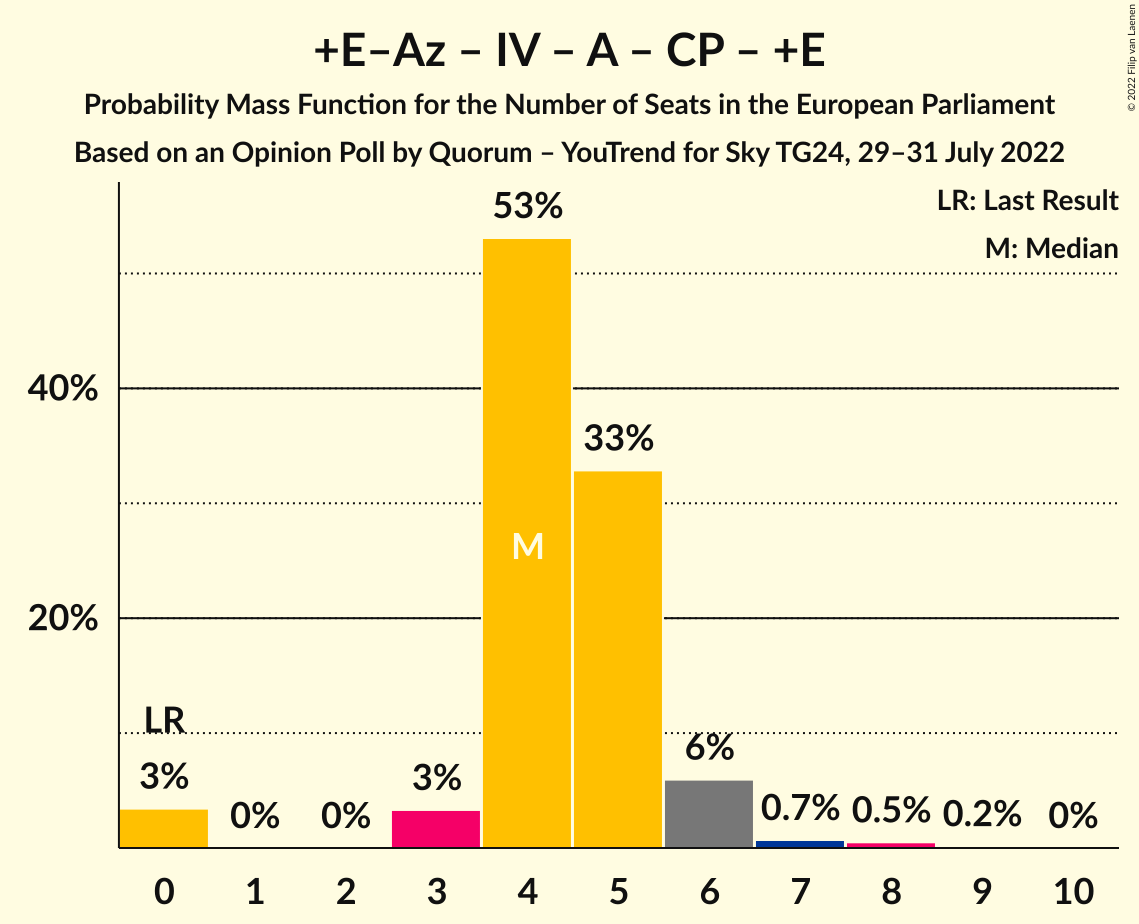 +E–Az – IV – A – CP – +E
Probability Mass Function for the Number of Seats in the European Parliament
Based on an Opinion Poll by Quorum – YouTrend for Sky TG24, 29–31 July 2022
© 2022 Filip van Laenen
LR: Last Result
M: Median
53%
40%
33%
M
20%
LR
6%
3%
0%
0%
3%
0.7%
0.5%
0.2%
0%
0 1 2 3 4 5 6 7 8 9 10